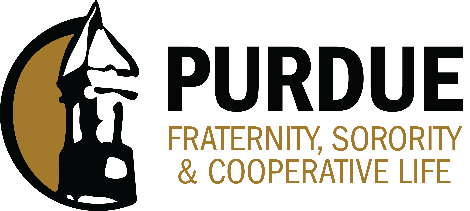 PURDUE
FRATERNITY, SORORITY
& COOPERATIVE LIFE